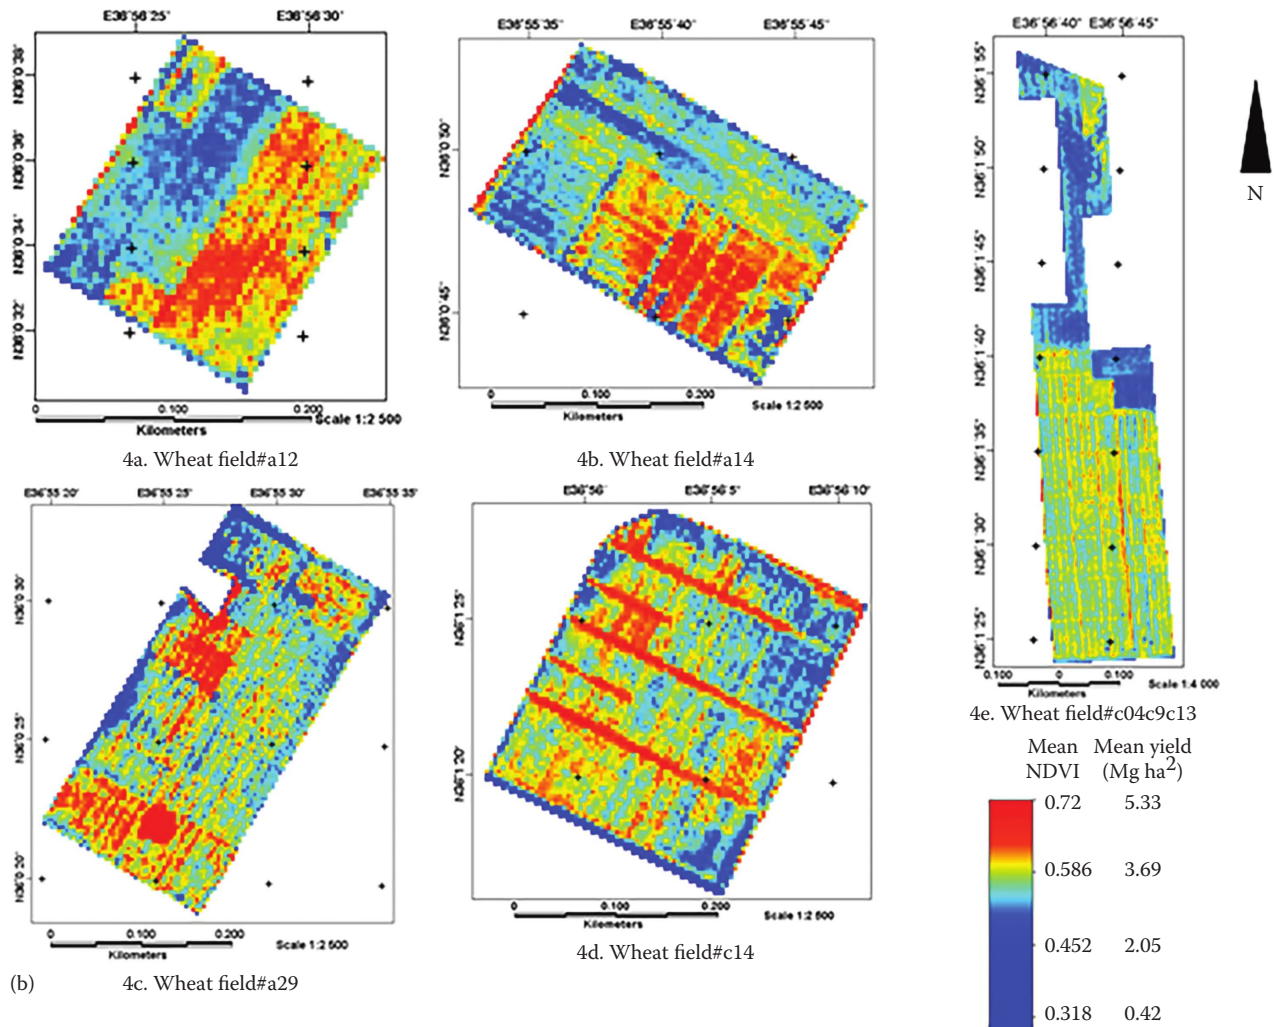 E36°56'25" E36°56'30"
N36°0'38"
N36°0'36"
N36°0'34"
N36°0'32"
0 0.100 0.200 Scale 1:2 500
Kilometers
4a. Wheat field#a12
E36°55'35" E36°55'40" E36°55'45"
N36°0'50"
N36°0'45"
0 0.100 0.200 Scale 1:2 500
Kilometers
4b. Wheat field#a14
E36°55'20" E36°55'25" E36°55'30" E36°55'35"
N36°0'30"
N36°0'25"
N36°0'20"
0 0.100 0.200 Scale 1:2 500
Kilometers
(b) 4c. Wheat field#a29
E36°56' E36°56'5" E36°56'10"
N36°1'25"
N36°1'20"
0 0.100 0.200 Scale 1:2 500
Kilometers
4d. Wheat field#c14
E36°56'40" E36°56'45"
N36°1'55"
N36°1'50"
N36°1'45"
N36°1'40"
N36°1'35"
N36°1'30"
N36°1'25"
0.100 0 0.100 Scale 1:4 000
Kilometers
4e. Wheat field#c04c9c13
N
Mean Mean yield
NDVI (Mg ha²)
0.72 5.33
0.586 3.69
0.452 2.05
0.318 0.42